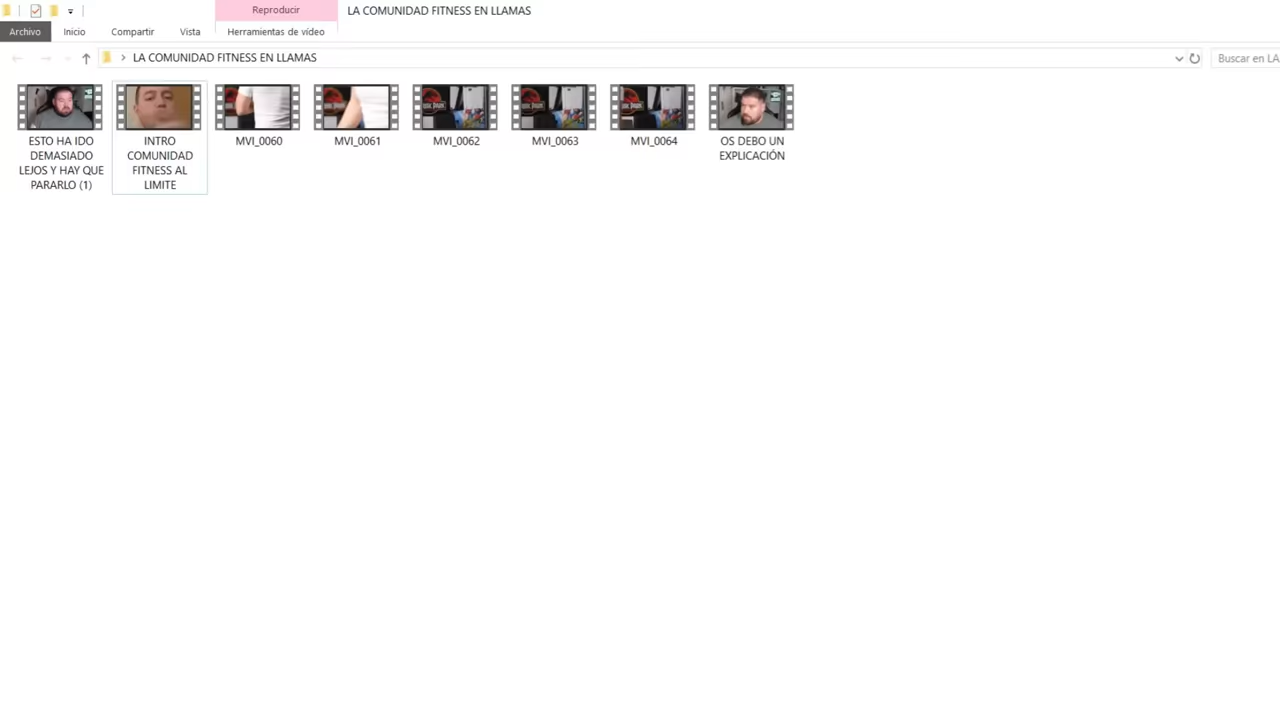 Reproducir
LA COMUNIDAD FITNESS EN LLAMAS
Archivo
Inicio
Compartir
Vista
Herramientas de vídeo
LA COMUNIDAD FITNESS EN LLAMAS
Buscar en LA
ESTO HA IDO
DEMASIADO
LEJOS Y HAY QUE
PARARLO (1)
INTRO
COMUNIDAD
FITNESS AL
LIMITE
MVI_0060
MVI_0061
MVI_0062
MVI_0063
MVI_0064
OS DEBO UN
EXPLICACIÓN